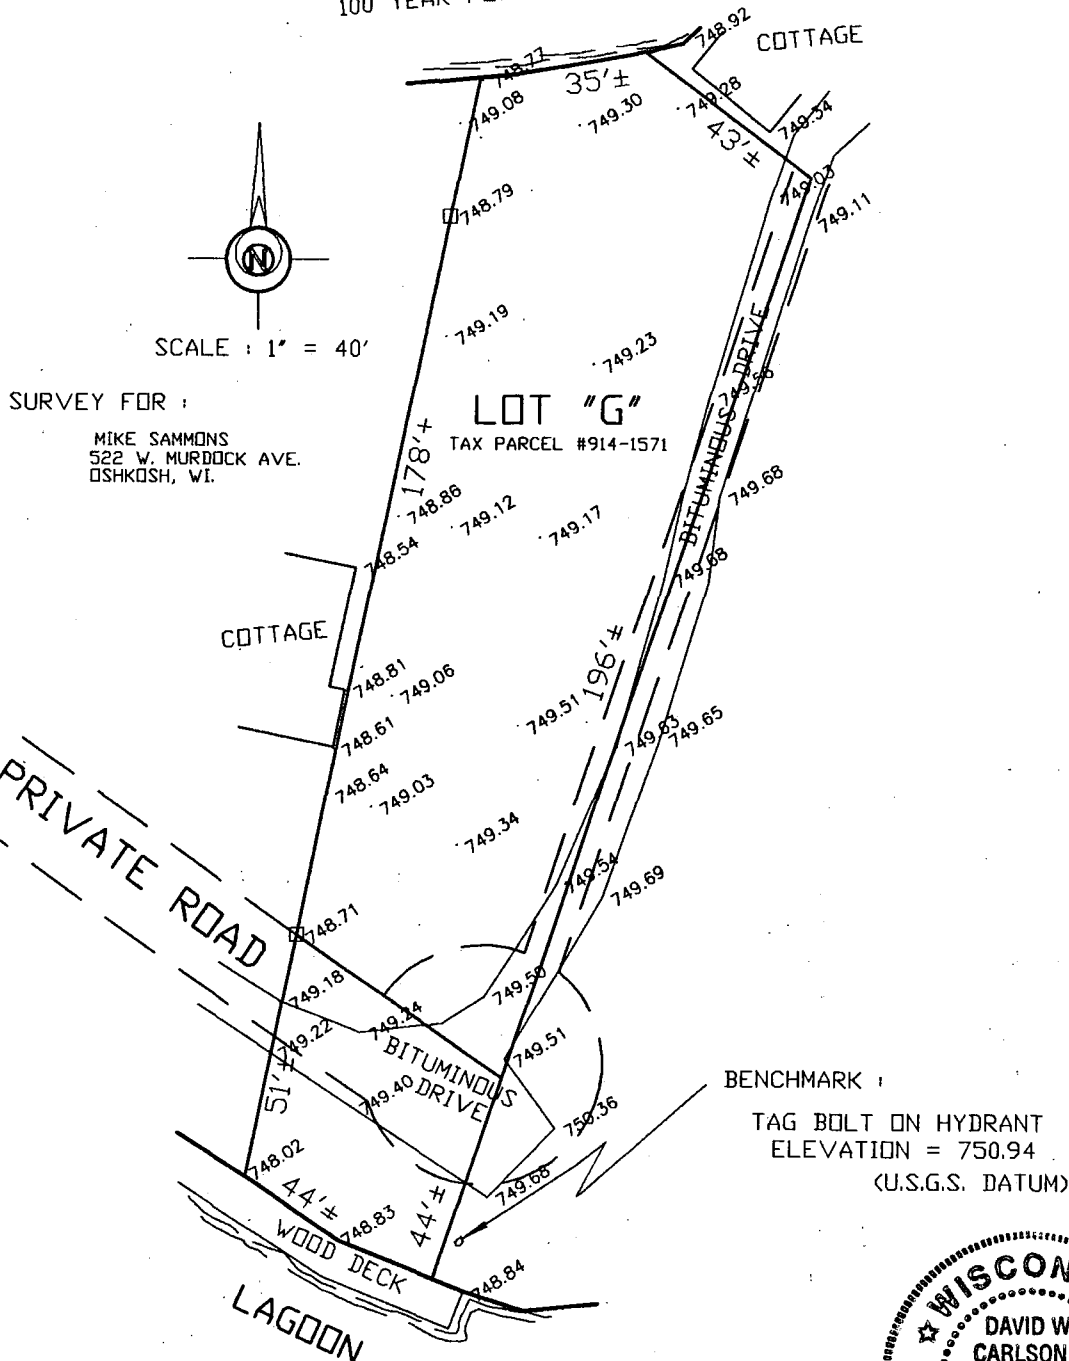 100 YEAR
748.92
COTTAGE
748.77
35'±
749.08
749.30
749.28
749.34
43'±
749.03
749.11
748.79
N
SCALE : 1" = 40'
749.19
749.23
BITUMINOUS DRIVE
749.58
SURVEY FOR :
MIKE SAMMONS
522 W. MURDOCK AVE.
OSHKOSH, WI.
LOT "G"
TAX PARCEL #914-1571
178'±
748.86
749.12
749.17
749.68
748.54
749.68
COTTAGE
196'±
748.81
749.06
749.51
749.63
749.65
748.61
748.64
749.03
749.34
749.54
749.69
PRIVATE ROAD
748.71
749.18
749.50
749.24
749.22
749.51
BITUMINOUS
DRIVE
51'±
749.40
750.36
BENCHMARK :
TAG BOLT ON HYDRANT
ELEVATION = 750.94
(U.S.G.S. DATUM)
748.02
44'±
749.68
44'±
748.83
WOOD DECK
748.84
LAGOON
WISCON
DAVID W
CARLSON